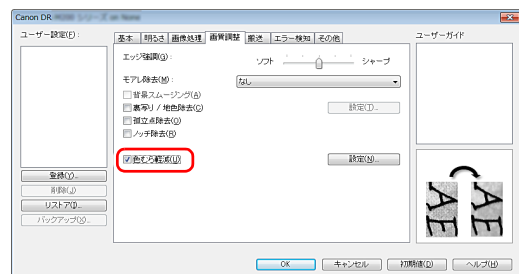 Canon DR
ユーザー設定(F):
基本 明るさ 画像処理 画質調整 搬送 エラー検知 その他
ユーザーガイド
エッジ強調(G):
ソフト
シャープ
モアレ除去(M):
なし
背景スムージング(A)
裏写り / 地色除去(C)
設定(T)...
孤立点除去(O)
ノッチ除去(R)
色むら軽減(U)
設定(N)...
登録(Y)...
削除(J)
リストア(I)...
バックアップ(X)...
AE AE
OK
キャンセル
初期値(D)
ヘルプ(H)